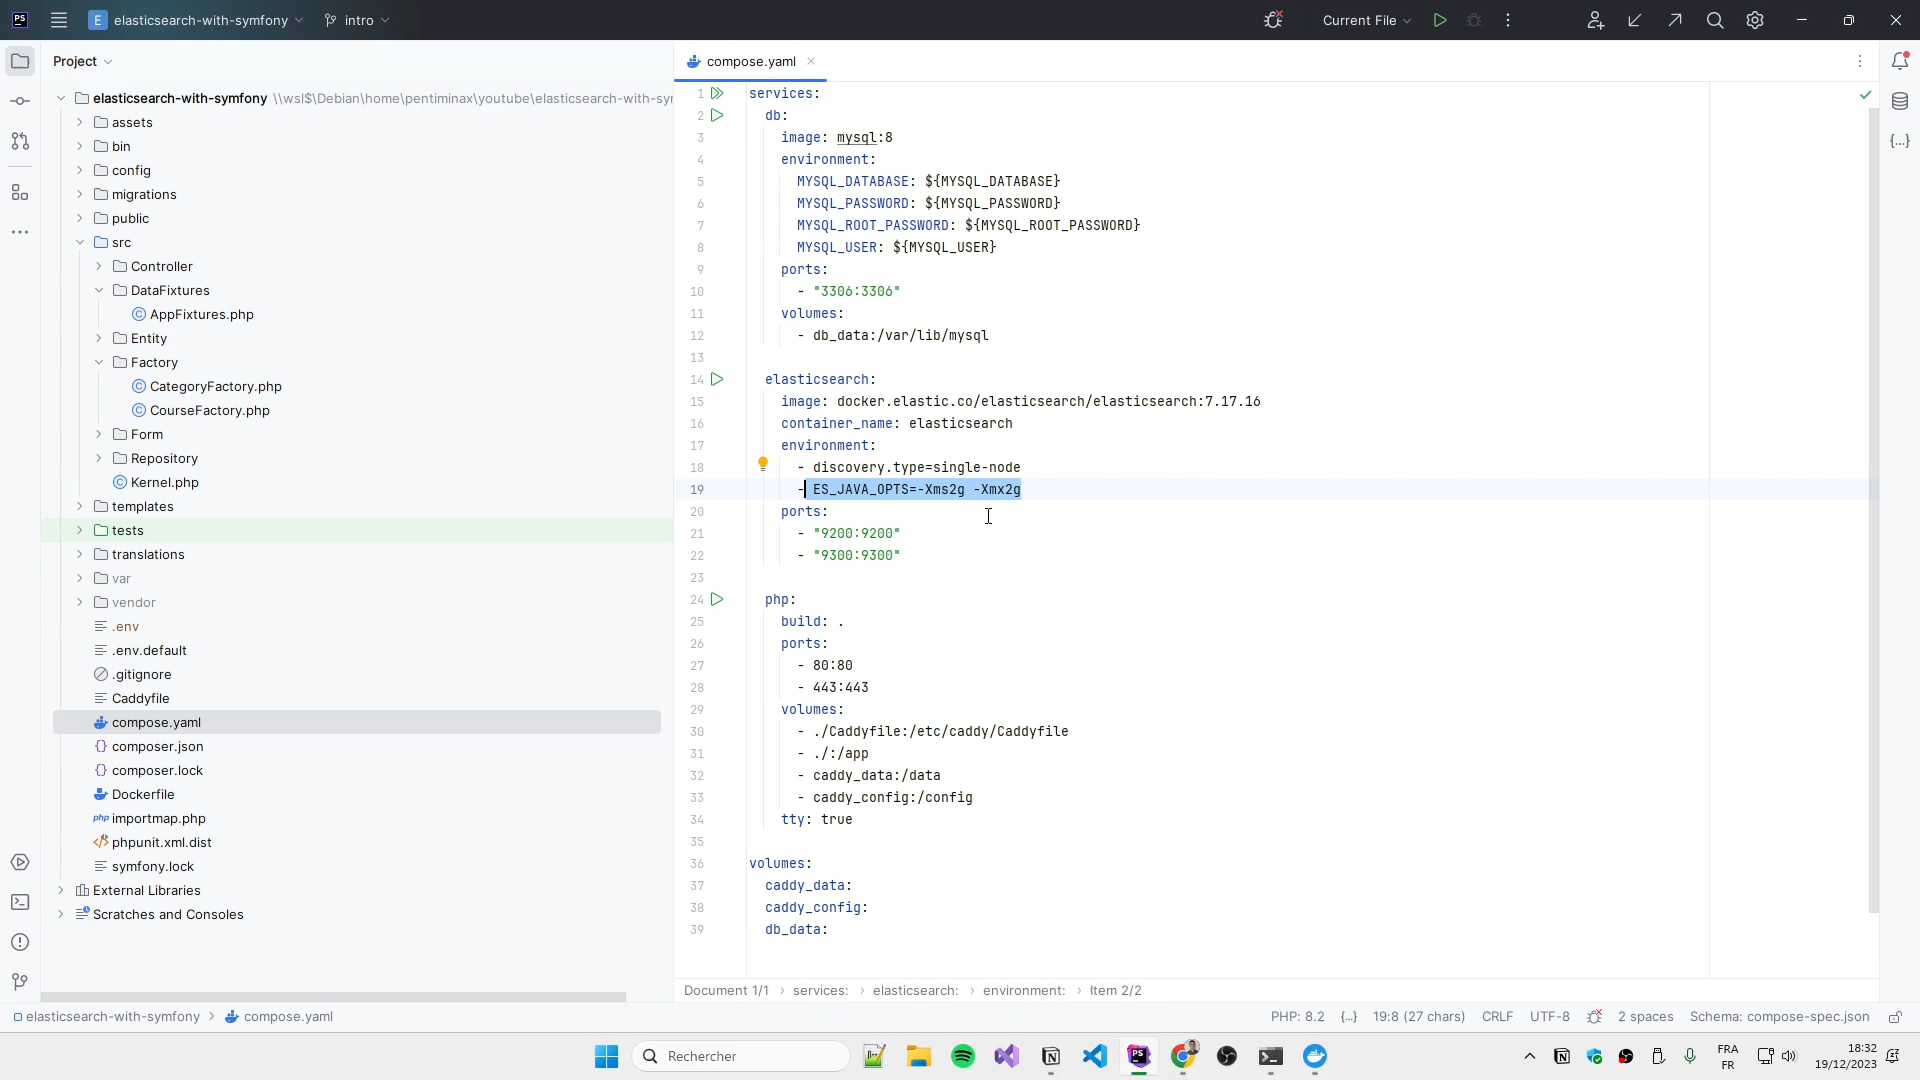 PS
E elasticsearch-with-symfony
intro
Current File
Project
elasticsearch-with-symfony \\wsl$\Debian\home\pentiminax\youtube\elasticsearch-with-syr
assets
bin
config
migrations
public
src
Controller
DataFixtures
AppFixtures.php
Entity
Factory
CategoryFactory.php
CourseFactory.php
Form
Repository
Kernel.php
templates
tests
translations
var
vendor
.env
.env.default
.gitignore
Caddyfile
compose.yaml
composer.json
composer.lock
Dockerfile
php importmap.php
phpunit.xml.dist
symfony.lock
External Libraries
Scratches and Consoles
compose.yaml
1 services:
2 db:
3 image: mysql:8
4 environment:
5 MYSQL_DATABASE: ${MYSQL_DATABASE}
6 MYSQL_PASSWORD: ${MYSQL_PASSWORD}
7 MYSQL_ROOT_PASSWORD: ${MYSQL_ROOT_PASSWORD}
8 MYSQL_USER: ${MYSQL_USER}
9 ports:
10 - "3306:3306"
11 volumes:
12 - db_data:/var/lib/mysql
13
14 elasticsearch:
15 image: docker.elastic.co/elasticsearch/elasticsearch:7.17.16
16 container_name: elasticsearch
17 environment:
18 - discovery.type=single-node
19 - ES_JAVA_OPTS=-Xms2g -Xmx2g
20 ports:
21 - "9200:9200"
22 - "9300:9300"
23
24 php:
25 build: .
26 ports:
27 - 80:80
28 - 443:443
29 volumes:
30 - ./Caddyfile:/etc/caddy/Caddyfile
31 - ./:/app
32 - caddy_data:/data
33 - caddy_config:/config
34 tty: true
35
36 volumes:
37 caddy_data:
38 caddy_config:
39 db_data:
Document 1/1 › services: › elasticsearch: › environment: › Item 2/2
elasticsearch-with-symfony › compose.yaml
PHP: 8.2 {..} 19:8 (27 chars) CRLF UTF-8 2 spaces Schema: compose-spec.json
Rechercher
FRA
FR
18:32
19/12/2023